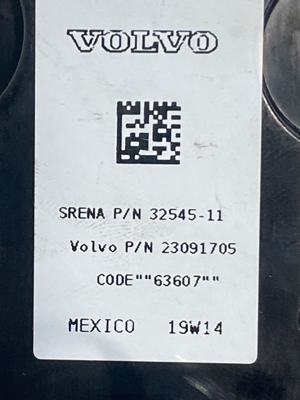 VOLVO
SRENA P/N 32545-11
Volvo P/N 23091705
CODE""63607""
MEXICO 19W14